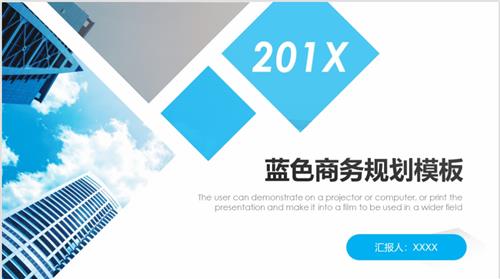 201X
蓝色商务规划模板
The user can demonstrate on a projector or computer, or print the
presentation and make it into a film to be used in a wider field
汇报人：XXXX